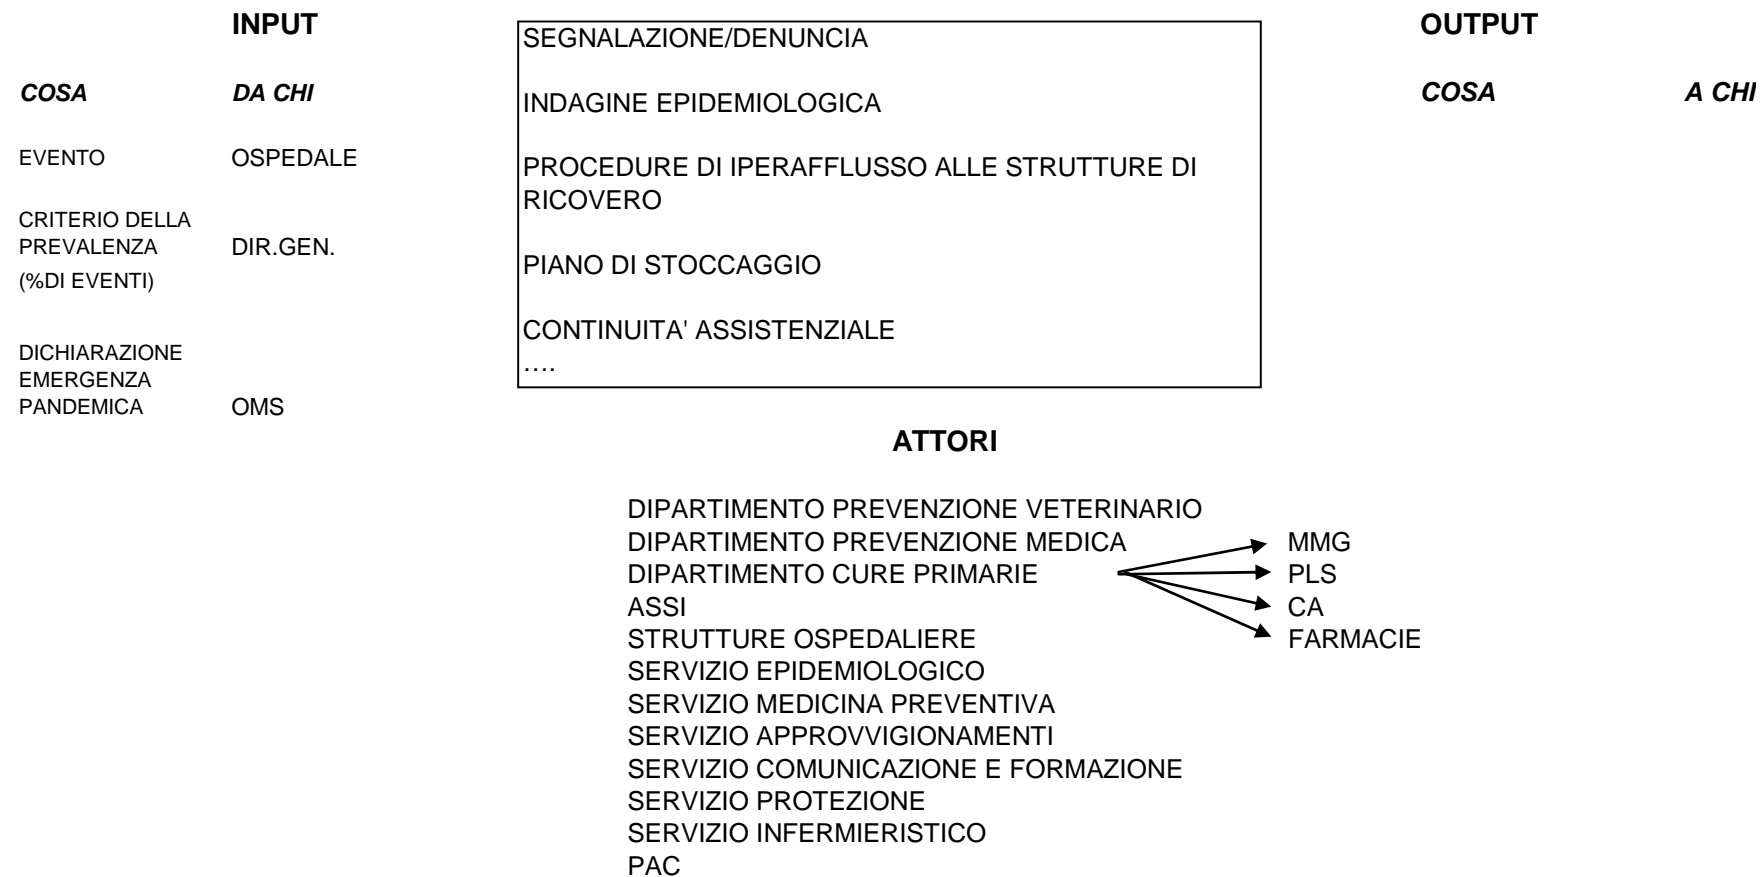 INPUT
COSA DA CHI
EVENTO OSPEDALE
CRITERIO DELLA
PREVALENZA DIR.GEN.
(%DI EVENTI)
DICHIARAZIONE
EMERGENZA
PANDEMICA OMS
SEGNALAZIONE/DENUNCIA
INDAGINE EPIDEMIOLOGICA
PROCEDURE DI IPERAFFLUSSO ALLE STRUTTURE DI
RICOVERO
PIANO DI STOCCAGGIO
CONTINUITA' ASSISTENZIALE
….
OUTPUT
COSA A CHI
ATTORI
DIPARTIMENTO PREVENZIONE VETERINARIO
DIPARTIMENTO PREVENZIONE MEDICA MMG
DIPARTIMENTO CURE PRIMARIE PLS
ASSI CA
STRUTTURE OSPEDALIERE FARMACIE
SERVIZIO EPIDEMIOLOGICO
SERVIZIO MEDICINA PREVENTIVA
SERVIZIO APPROVVIGIONAMENTI
SERVIZIO COMUNICAZIONE E FORMAZIONE
SERVIZIO PROTEZIONE
SERVIZIO INFERMIERISTICO
PAC